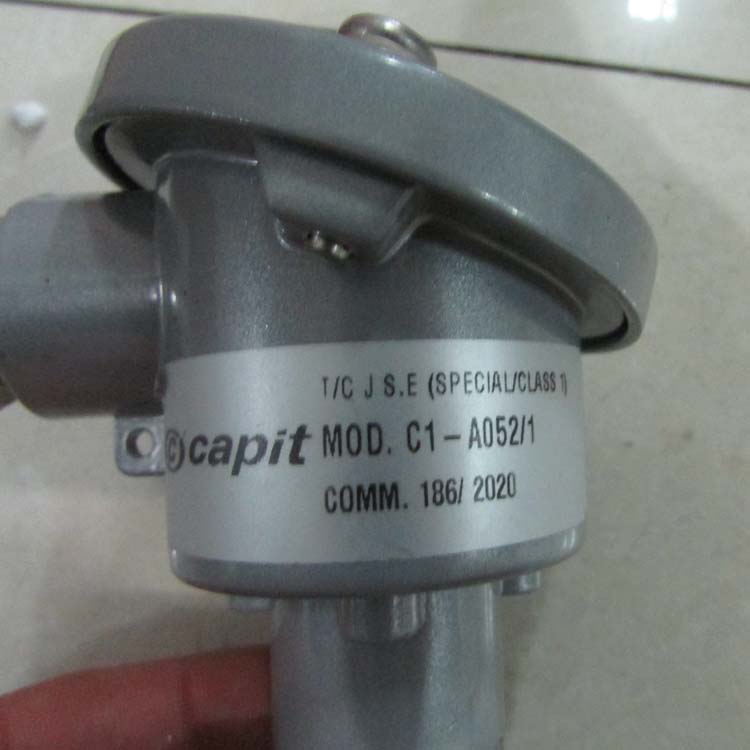 T/C J S.E (SPECIAL/CLASS 1)
©capit MOD. C1-A052/1
COMM. 186/ 2020